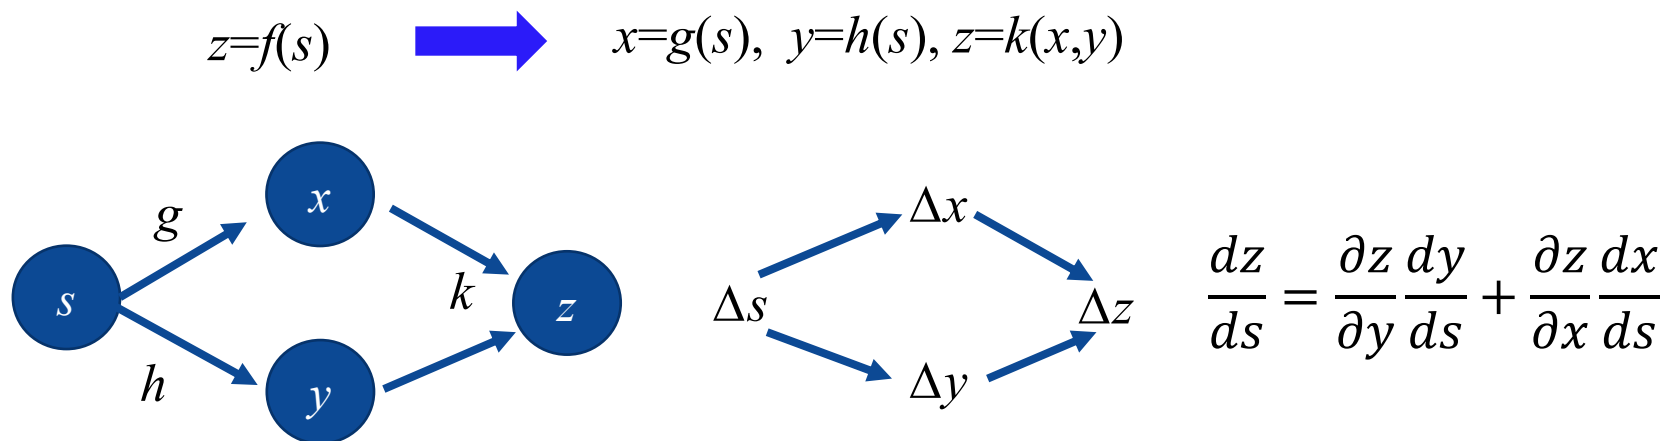 z=f(s) x=g(s), y=h(s), z=k(x,y)
x
g
s
k
z
h
y
Δx
Δs
Δz
Δy
dz/ds = ∂z/∂y dy/ds + ∂z/∂x dx/ds